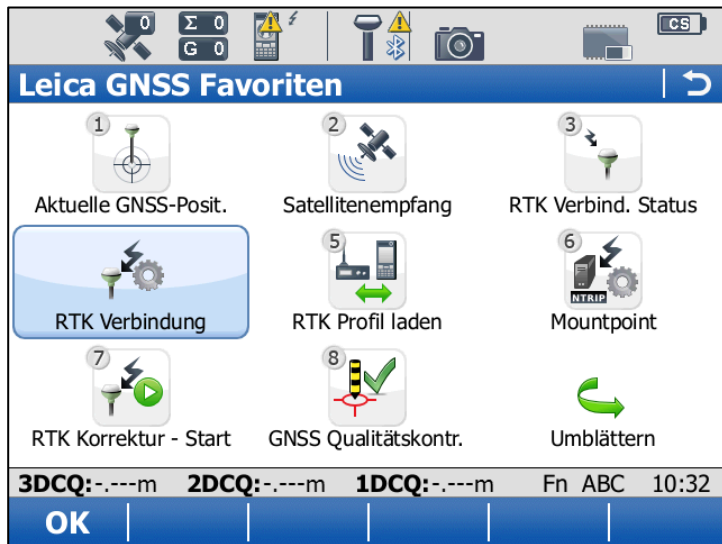 0
Σ 0
G 0
CS
Leica GNSS Favoriten
1
2
3
Aktuelle GNSS-Posit.
Satellitenempfang
RTK Verbind. Status
5
6
NTRIP
RTK Verbindung
RTK Profil laden
Mountpoint
7
8
RTK Korrektur - Start
GNSS Qualitätskontr.
Umblättern
3DCQ:-.---m 2DCQ:-.---m 1DCQ:-.---m Fn ABC 10:32
OK